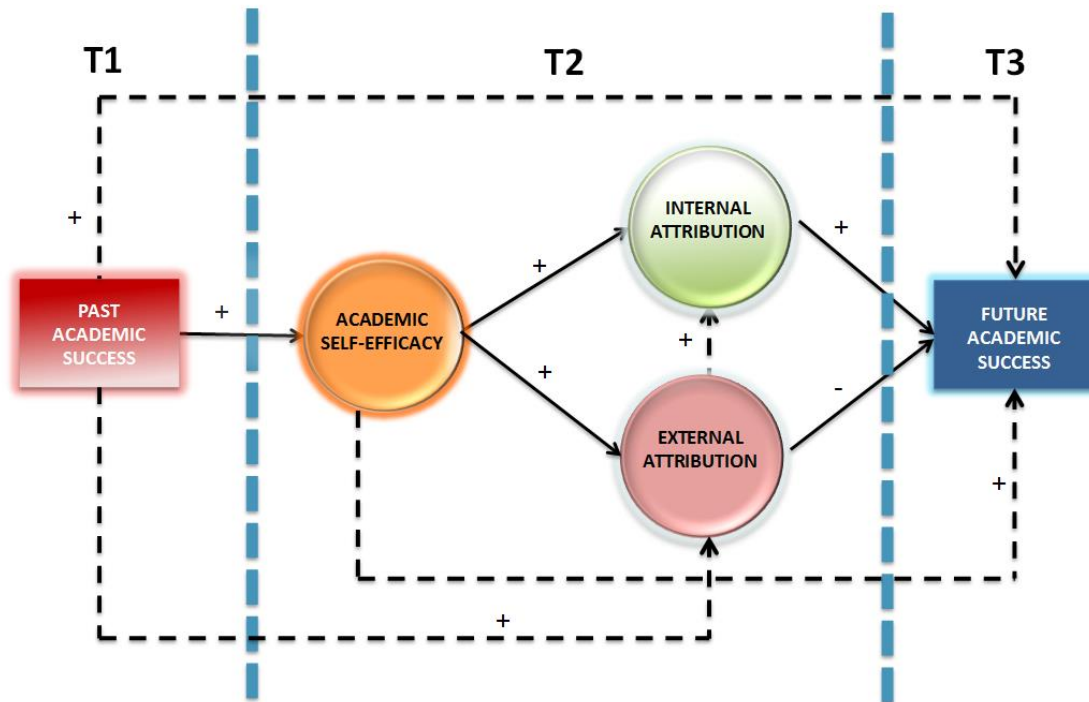 T1
T2
T3
+
INTERNAL
ATTRIBUTION
+
+
PAST
ACADEMIC
SUCCESS
+
ACADEMIC
SELF-EFFICACY
+
+
-
FUTURE
ACADEMIC
SUCCESS
EXTERNAL
ATTRIBUTION
+
+